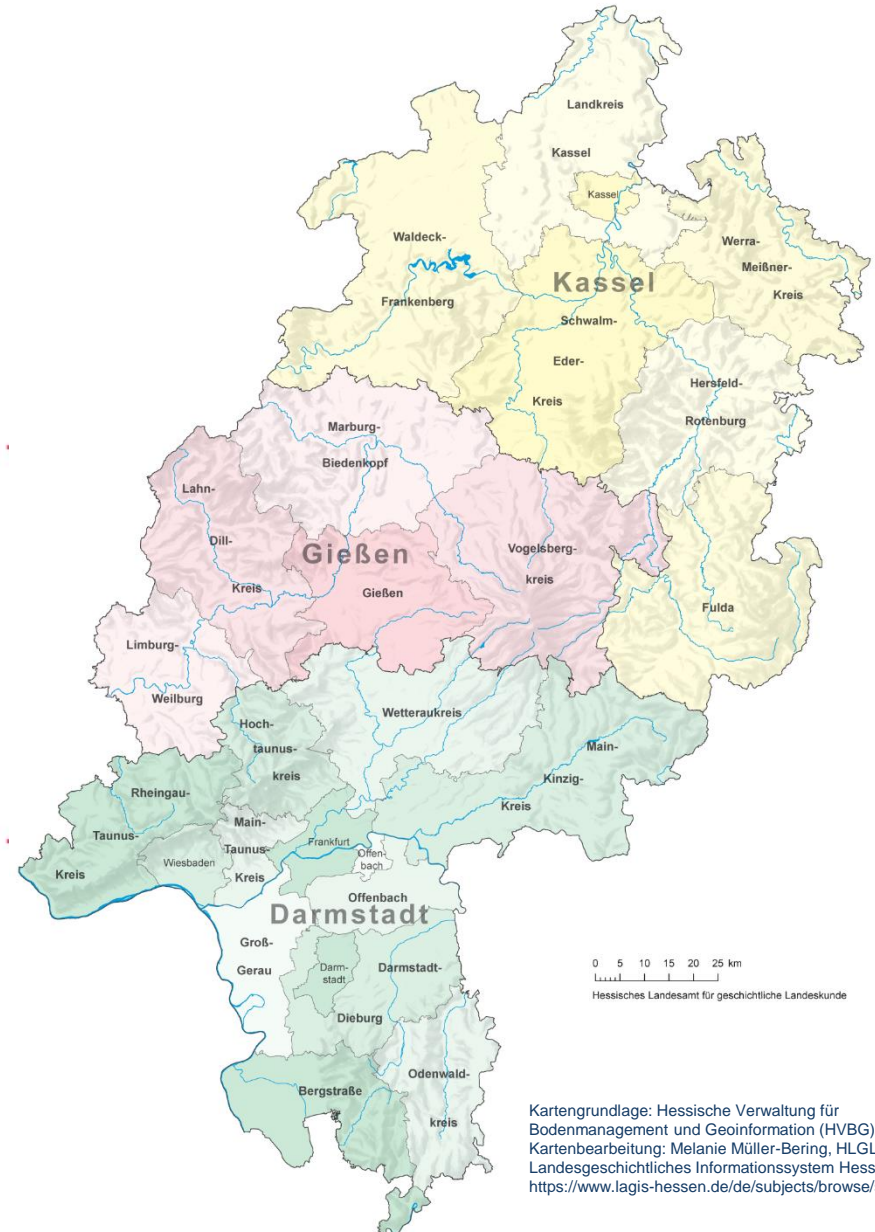 Landkreis
Kassel
Kassel
Waldeck-
Frankenberg
Werra-
Meißner-
Kreis
Kassel
Schwalm-
Eder-
Kreis
Hersfeld-
Rotenburg
Marburg-
Biedenkopf
Lahn-
Dill-
Kreis
Gießen
Gießen
Vogelsberg-
kreis
Fulda
Limburg-
Weilburg
Wetteraukreis
Hoch-
taunus-
kreis
Main-
Kinzig-
Kreis
Rheingau-
Taunus-
Kreis
Wiesbaden
Main-
Taunus-
Kreis
Frankfurt
Offen-
bach
Offenbach
Darmstadt
Groß-
Gerau
Darm-
stadt
Darmstadt-
Dieburg
Bergstraße
Odenwald-
kreis
0 5 10 15 20 25 km
Hessisches Landesamt für geschichtliche Landeskunde
Kartengrundlage: Hessische Verwaltung für
Bodenmanagement und Geoinformation (HVBG)
Kartenbearbeitung: Melanie Müller-Bering, HLGL
Landesgeschichtliches Informationssystem Hess
https://www.lagis-hessen.de/de/subjects/browse/